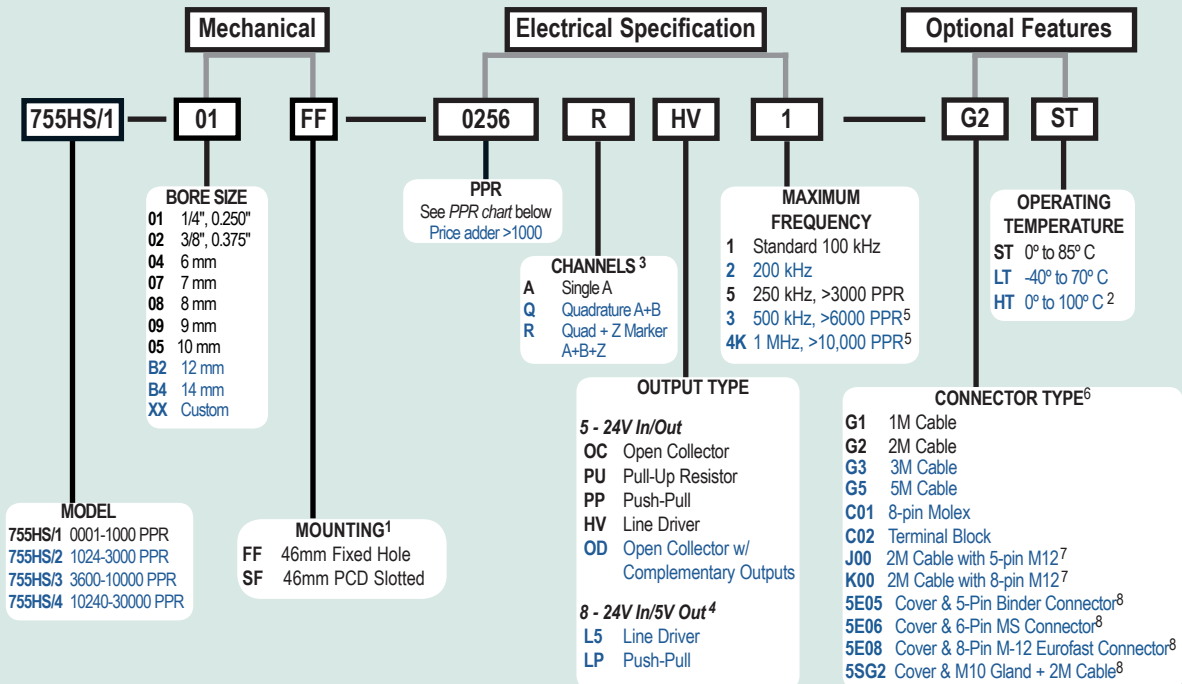 Mechanical
Electrical Specification
Optional Features
755HS/1 01 FF 0256 R HV 1 G2 ST
BORE SIZE
01 1/4", 0.250"
02 3/8", 0.375"
04 6 mm
07 7 mm
08 8 mm
09 9 mm
05 10 mm
B2 12 mm
B4 14 mm
XX Custom
PPR
See PPR chart below
Price adder >1000
MAXIMUM
FREQUENCY
1 Standard 100 kHz
2 200 kHz
5 250 kHz, >3000 PPR
3 500 kHz, >6000 PPR5
4K 1 MHz, >10,000 PPR5
OPERATING
TEMPERATURE
ST 0º to 85º C
LT -40º to 70º C
HT 0º to 100º C 2
CHANNELS 3
A Single A
Q Quadrature A+B
R Quad + Z Marker
A+B+Z
MODEL
755HS/1 0001-1000 PPR
755HS/2 1024-3000 PPR
755HS/3 3600-10000 PPR
755HS/4 10240-30000 PPR
MOUNTING1
FF 46mm Fixed Hole
SF 46mm PCD Slotted
OUTPUT TYPE
5 - 24V In/Out
OC Open Collector
PU Pull-Up Resistor
PP Push-Pull
HV Line Driver
OD Open Collector w/
Complementary Outputs
8 - 24V In/5V Out 4
L5 Line Driver
LP Push-Pull
CONNECTOR TYPE6
G1 1M Cable
G2 2M Cable
G3 3M Cable
G5 5M Cable
C01 8-pin Molex
C02 Terminal Block
J00 2M Cable with 5-pin M127
K00 2M Cable with 8-pin M127
5E05 Cover & 5-Pin Binder Connector8
5E06 Cover & 6-Pin MS Connector8
5E08 Cover & 8-Pin M-12 Eurofast Connector8
5SG2 Cover & M10 Gland + 2M Cable8